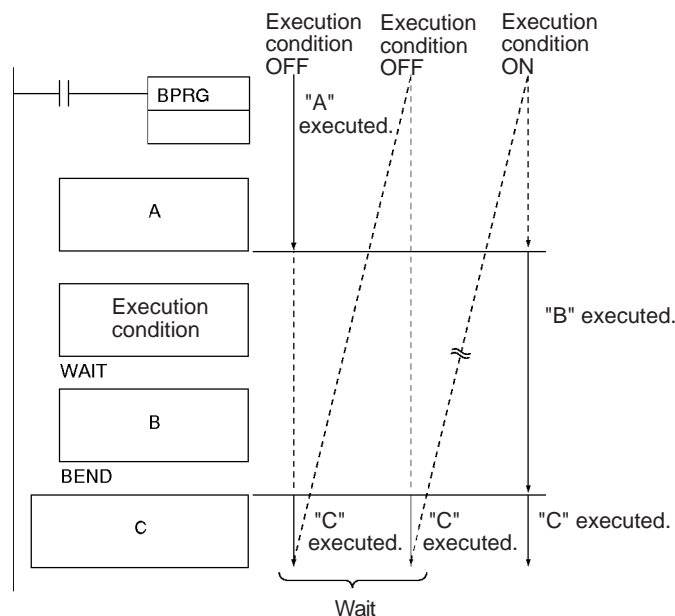 Execution
condition
OFF
Execution
condition
OFF
Execution
condition
ON
BPRG
"A"
executed.
A
Execution
condition
"B" executed.
WAIT
B
BEND
C
"C"
executed.
"C"
executed.
"C" executed.
Wait